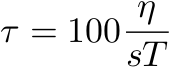 τ = 100 η / sT